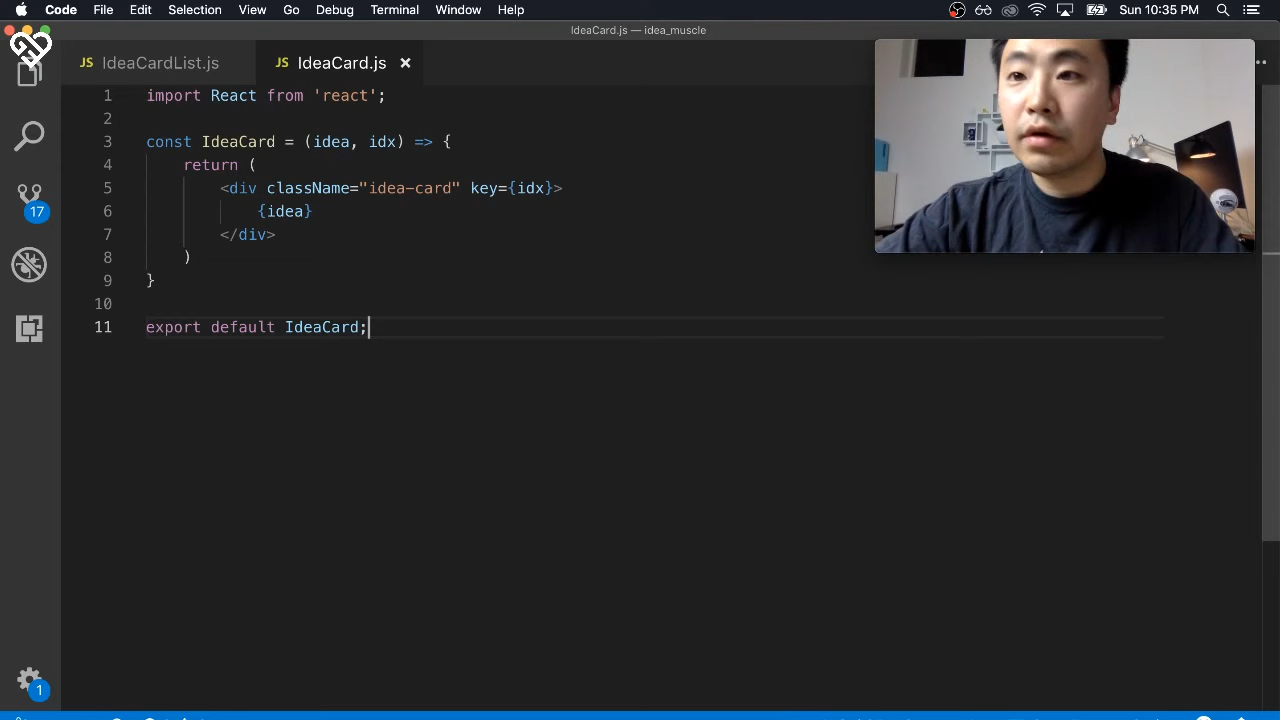 Code File Edit Selection View Go Debug Terminal Window Help Sun 10:35 PM
IdeaCard.js — idea_muscle
JS IdeaCardList.js JS IdeaCard.js ×
1 import React from 'react';
2
3 const IdeaCard = (idea, idx) => {
4 return (
5 <div className="idea-card" key={idx}>
6 {idea}
7 </div>
8 )
9 }
10
11 export default IdeaCard;
17
1